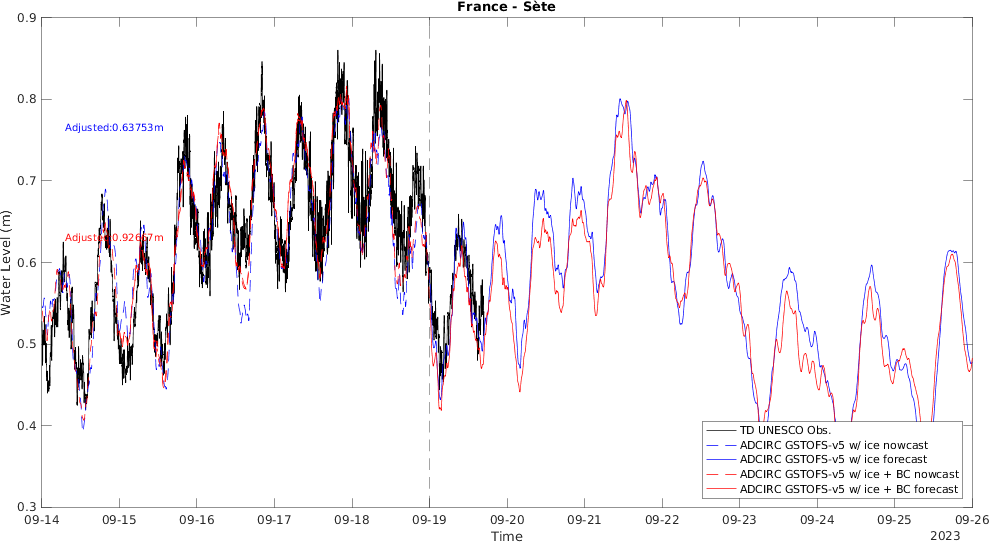 France - Sète
0.9
0.8
0.7
0.6
0.5
0.4
0.3
Water Level (m)
Adjusted:0.63753m
Adjusted:0.92667m
TD UNESCO Obs.
ADCIRC GSTOFS-v5 w/ ice nowcast
ADCIRC GSTOFS-v5 w/ ice forecast
ADCIRC GSTOFS-v5 w/ ice + BC nowcast
ADCIRC GSTOFS-v5 w/ ice + BC forecast
09-14 09-15 09-16 09-17 09-18 09-19 09-20 09-21 09-22 09-23 09-24 09-25 09-26
Time
2023